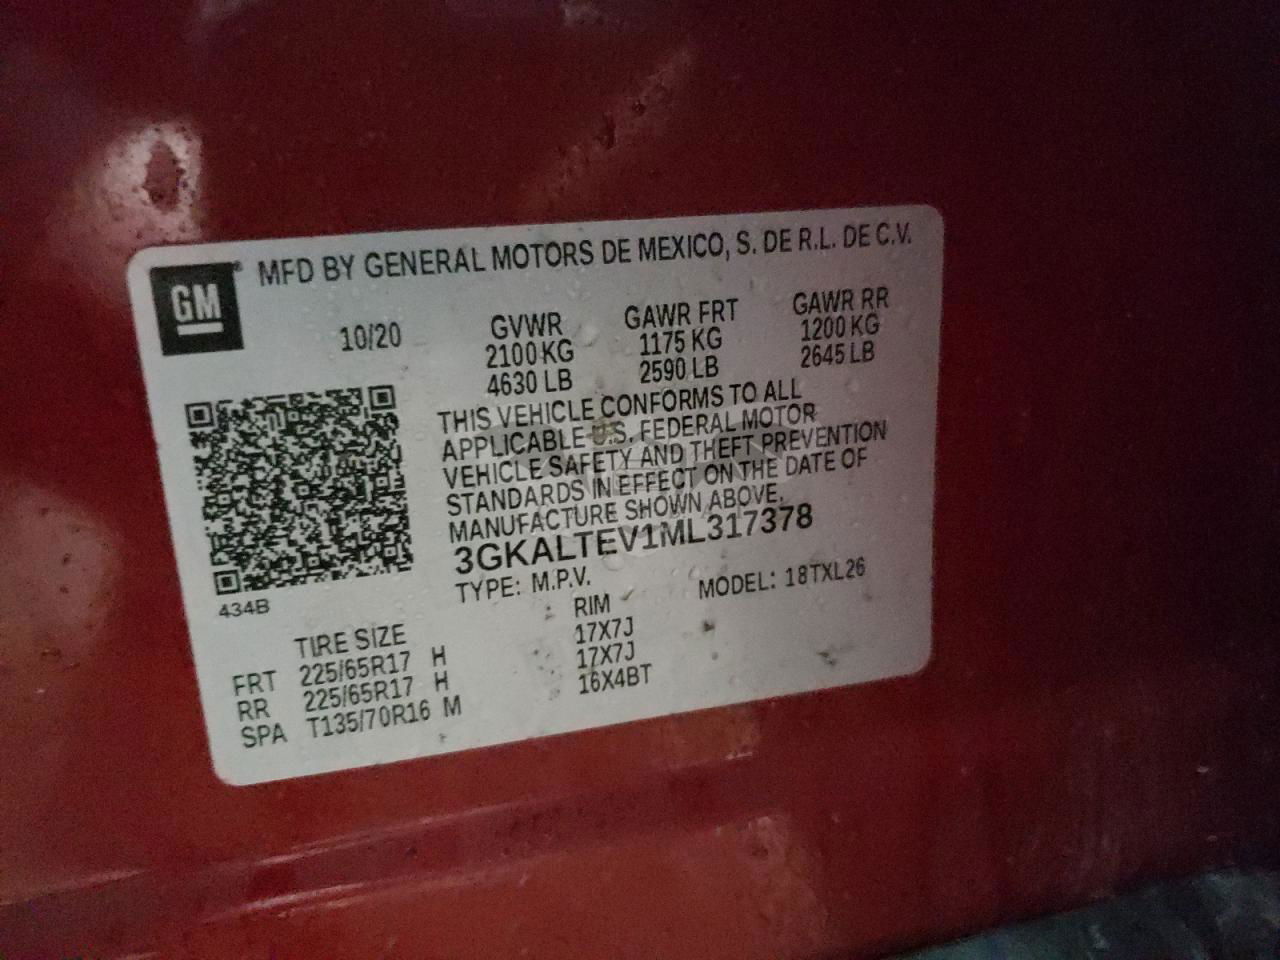 GM
® MFD BY GENERAL MOTORS DE MEXICO, S. DE R.L. DE C.V.
10/20 GVWR GAWR FRT GAWR RR
2100 KG 1175 KG 1200 KG
4630 LB 2590 LB 2645 LB
THIS VEHICLE CONFORMS TO ALL
APPLICABLE U.S. FEDERAL MOTOR
VEHICLE SAFETY AND THEFT PREVENTION
STANDARDS IN EFFECT ON THE DATE OF
MANUFACTURE SHOWN ABOVE.
3GKALTEV1ML317378
TYPE: M.P.V. MODEL: 18TXL26
434B
TIRE SIZE RIM
FRT 225/65R17 H 17X7J
RR 225/65R17 H 17X7J
SPA T135/70R16 M 16X4BT